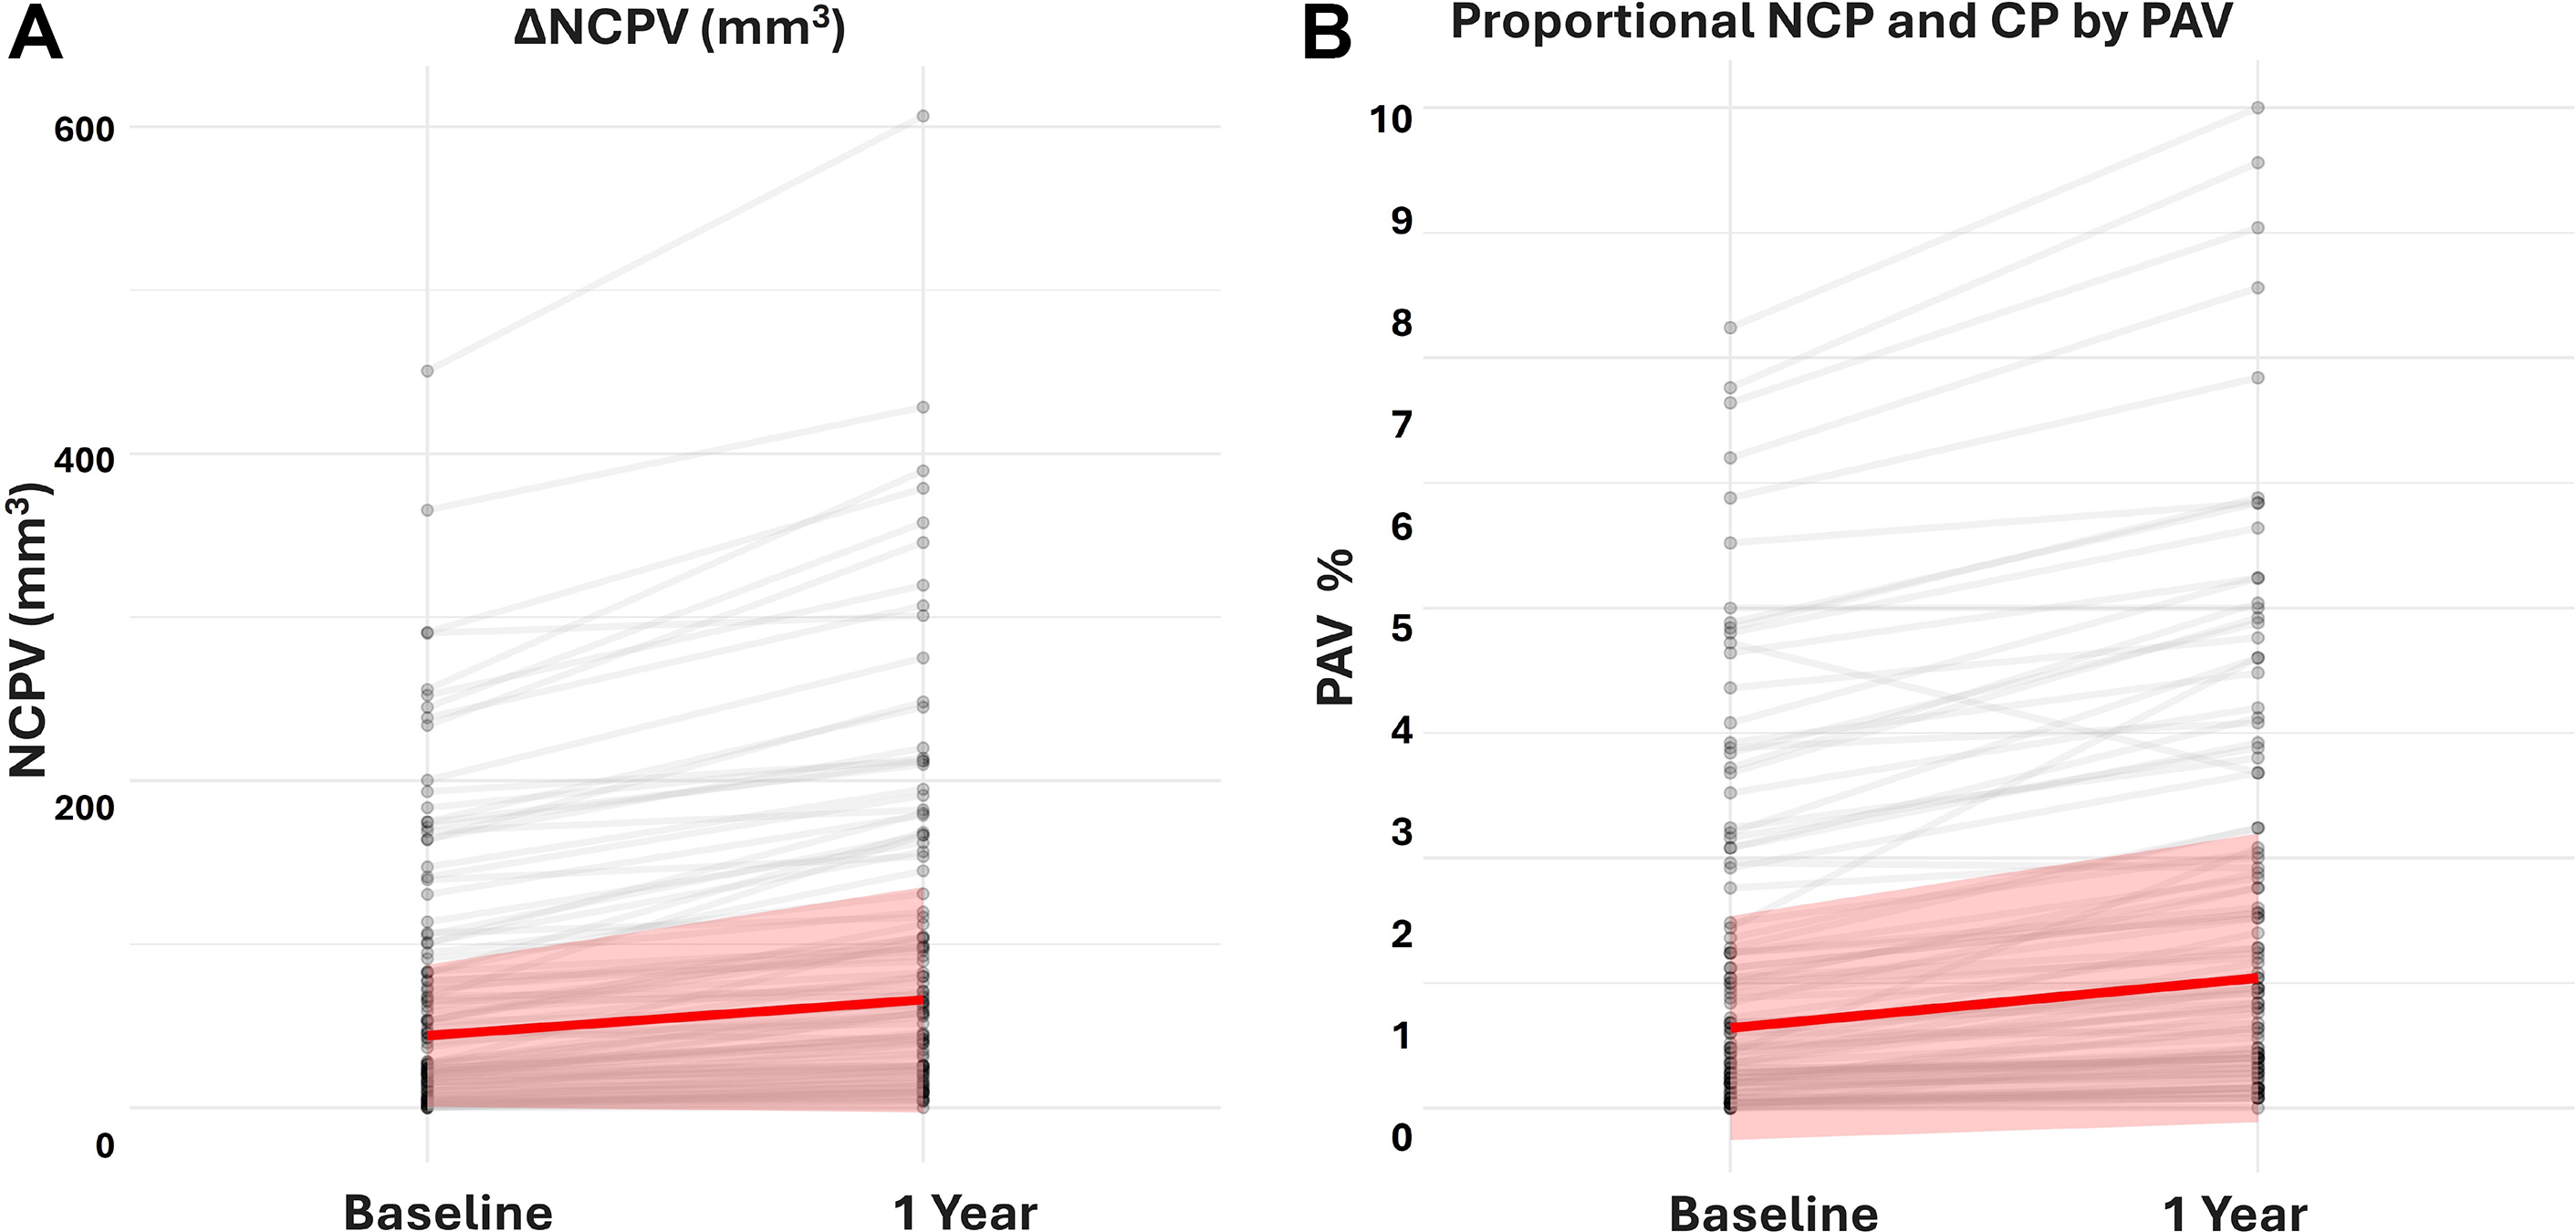 A
ΔNCPV (mm³)
NCPV (mm³)
600
400
200
0
Baseline 1 Year
B
Proportional NCP and CP by PAV
PAV %
10
9
8
7
6
5
4
3
2
1
0
Baseline 1 Year